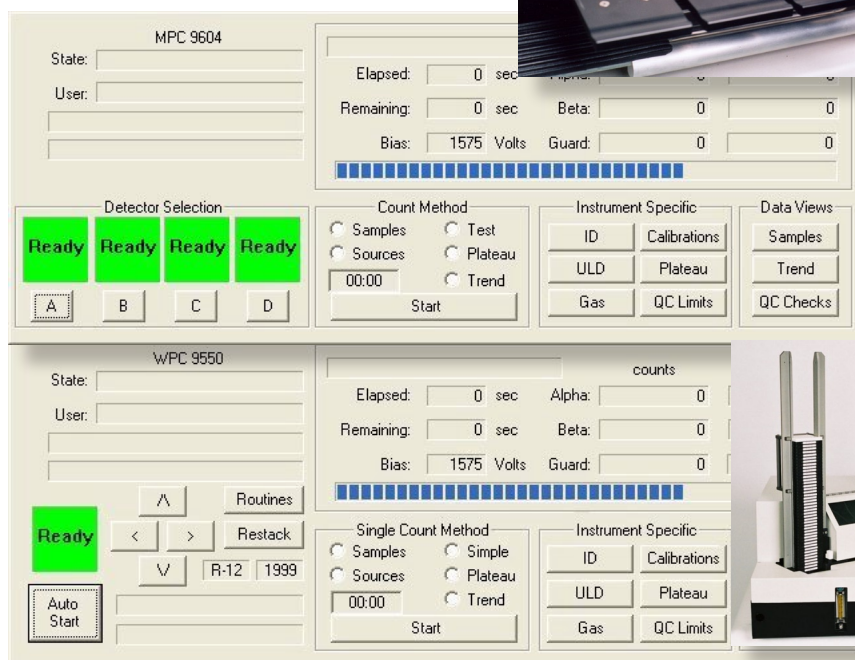 MPC 9604
State:
User:
Elapsed: 0 sec Alpha: 0 0
Remaining: 0 sec Beta: 0 0
Bias: 1575 Volts Guard: 0 0
Detector Selection
Ready Ready Ready Ready
A B C D
Count Method
Samples Test
Sources Plateau
00:00 Trend
Start
Instrument Specific
ID Calibrations
ULD Plateau
Gas QC Limits
Data Views
Samples
Trend
QC Checks
WPC 9550
State:
User:
counts
Elapsed: 0 sec Alpha: 0
Remaining: 0 sec Beta: 0
Bias: 1575 Volts Guard: 0
/\ Routines
Ready < > Restack
\/ R-12 1999
Auto
Start
Single Count Method
Samples Simple
Sources Plateau
00:00 Trend
Start
Instrument Specific
ID Calibrations
ULD Plateau
Gas QC Limits